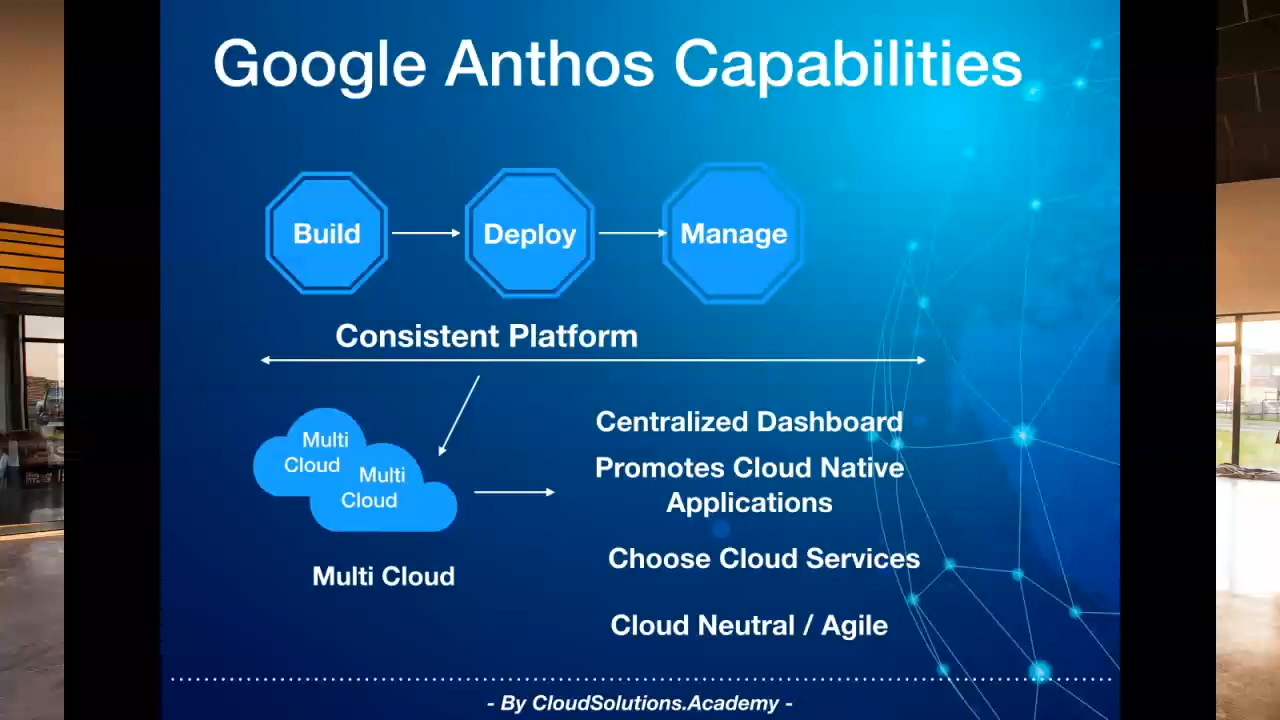 Google Anthos Capabilities
Build
Deploy
Manage
Consistent Platform
Multi
Cloud
Multi
Cloud
Multi Cloud
Centralized Dashboard
Promotes Cloud Native
Applications
Choose Cloud Services
Cloud Neutral / Agile
- By CloudSolutions.Academy -